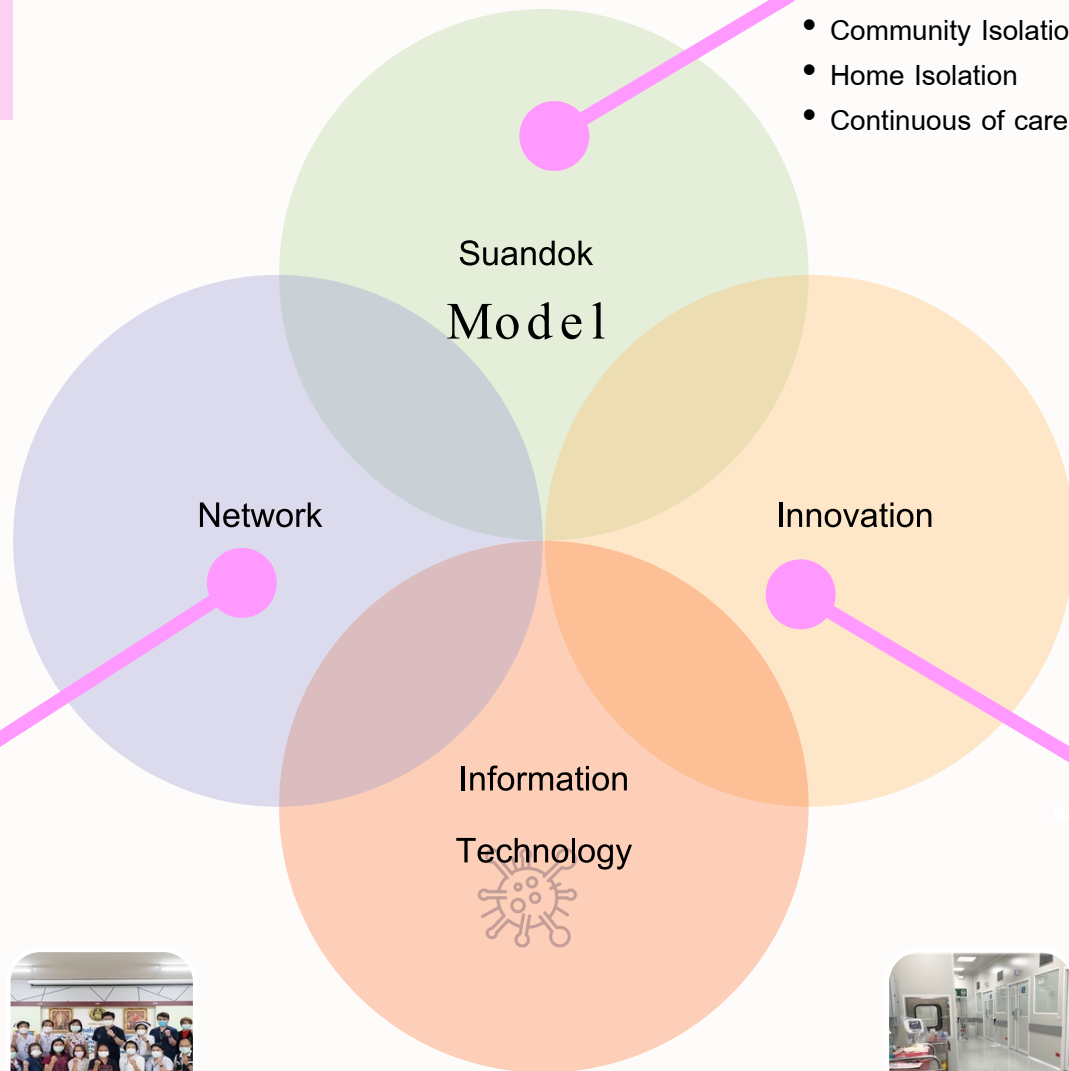 • Community Isolatio
• Home Isolation
• Continuous of care
Suandok
Model
Network
Innovation
Information
Technology